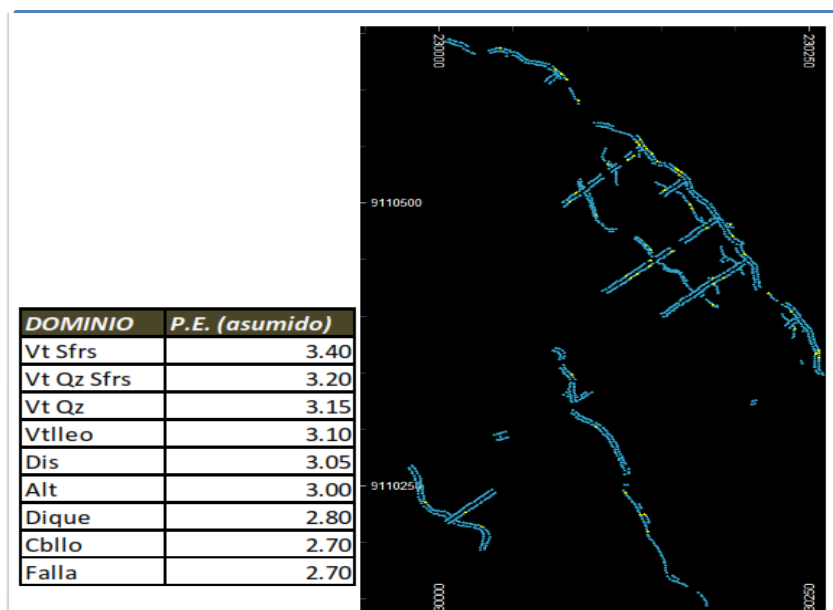 230000
230250
9110500
DOMINIO P.E. (asumido)
Vt Sfrs 3.40
Vt Qz Sfrs 3.20
Vt Qz 3.15
Vtlleo 3.10
Dis 3.05
Alt 3.00
Dique 2.80
Cbllo 2.70
Falla 2.70
9110250